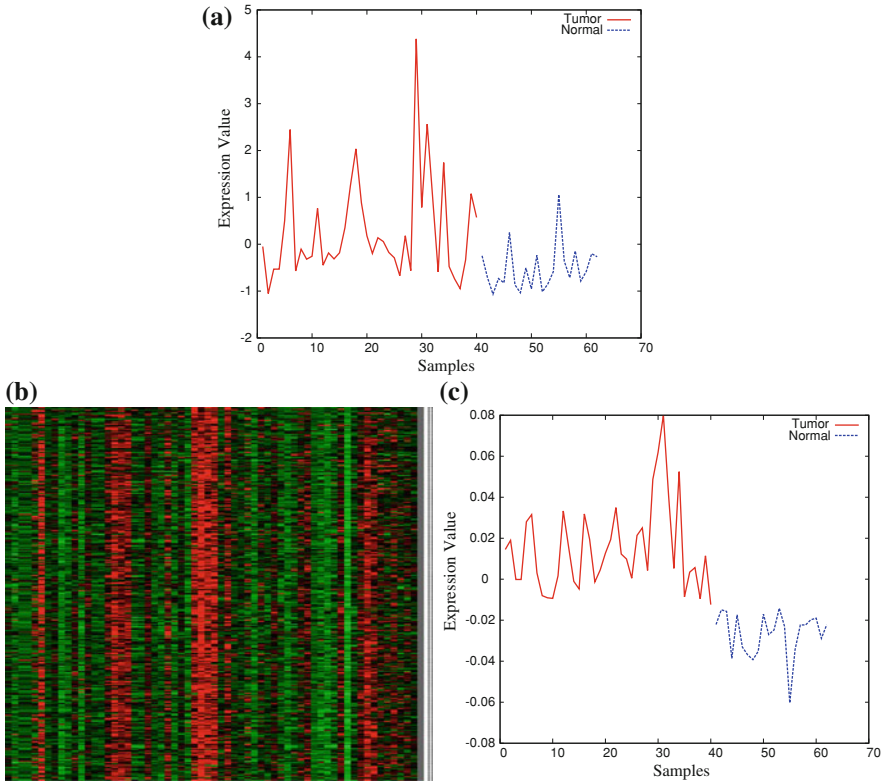 (a)
Tumor
Normal
5
4
3
2
1
0
-1
-2
Expression Value
0 10 20 30 40 50 60 70
Samples
(b)
(c)
Tumor
Normal
0.08
0.06
0.04
0.02
0
-0.02
-0.04
-0.06
-0.08
Expression Value
0 10 20 30 40 50 60 70
Samples